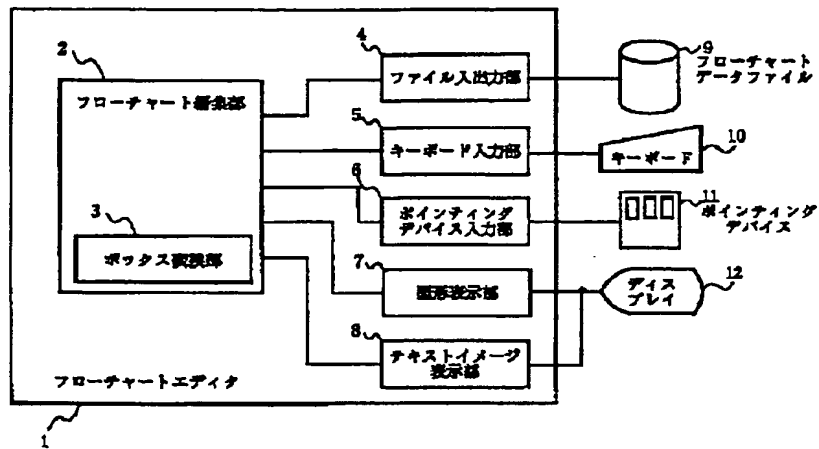 2
フローチャート編集部
3
ボックス変換部
4
ファイル入出力部
5
キーボード入力部
6
ポインティング
デバイス入力部
7
図形表示部
8
テキストイメージ
表示部
9
フローチャート
データファイル
10
キーボード
11
ポインティング
デバイス
12
ディス
プレイ
フローチャートエディタ
1